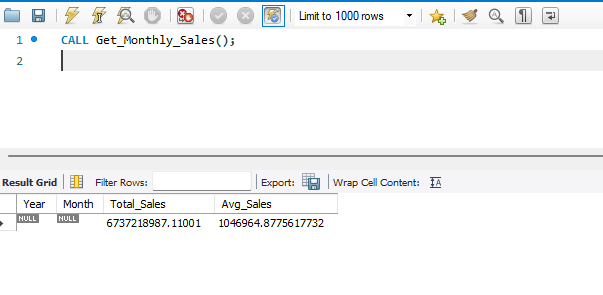 Limit to 1000 rows
1 CALL Get_Monthly_Sales();
2
Result Grid Filter Rows: Export: Wrap Cell Content: IA
Year Month Total_Sales Avg_Sales
NULL NULL 6737218987.11001 1046964.8775617732